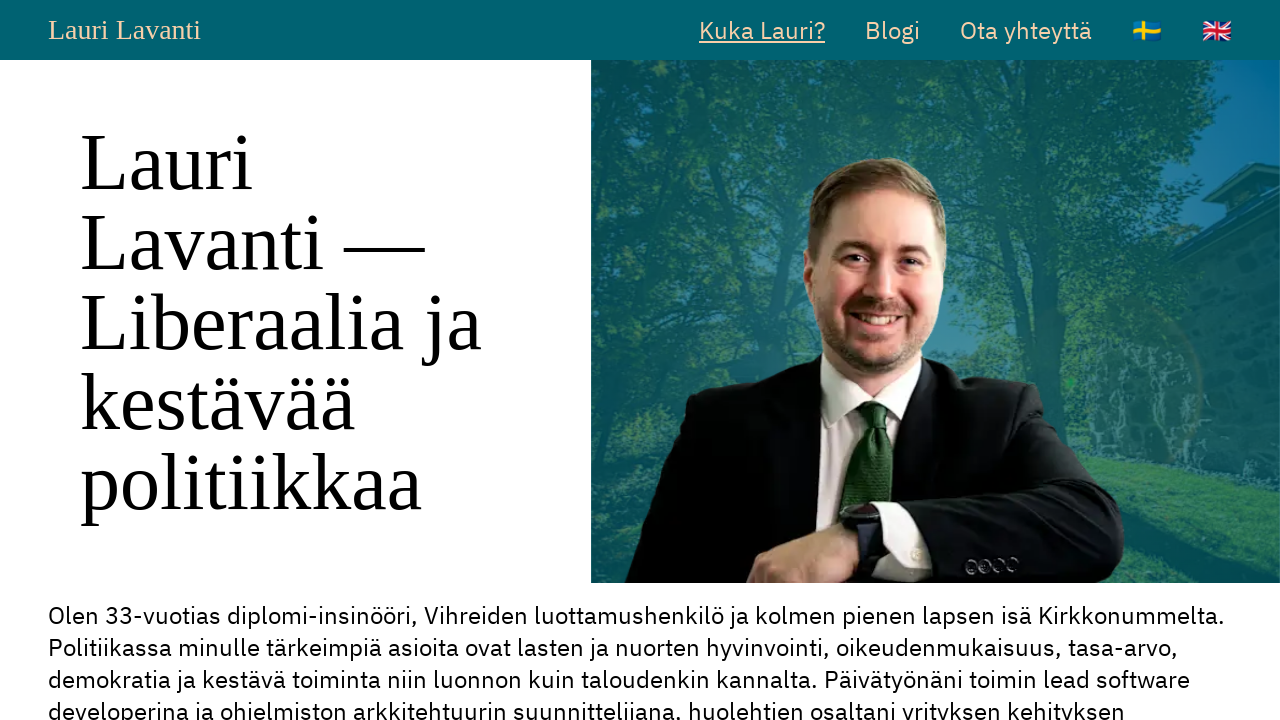 Lauri Lavanti
Kuka Lauri?
Blogi
Ota yhteyttä
Lauri
Lavanti —
Liberaalia ja
kestävää
politiikkaa
Olen 33-vuotias diplomi-insinööri, Vihreiden luottamushenkilö ja kolmen pienen lapsen isä Kirkkonummelta.
Politiikassa minulle tärkeimpiä asioita ovat lasten ja nuorten hyvinvointi, oikeudenmukaisuus, tasa-arvo,
demokratia ja kestävä toiminta niin luonnon kuin taloudenkin kannalta. Päivätyönäni toimin lead software
developerina ja ohjelmiston arkkitehtuurin suunnittelijana, huolehtien osaltani yrityksen kehityksen